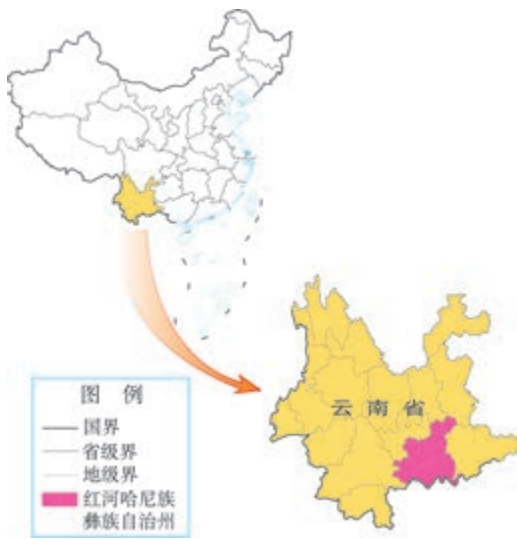 云南省
图例
国界
省级界
地级界
红河哈尼族
彝族自治州